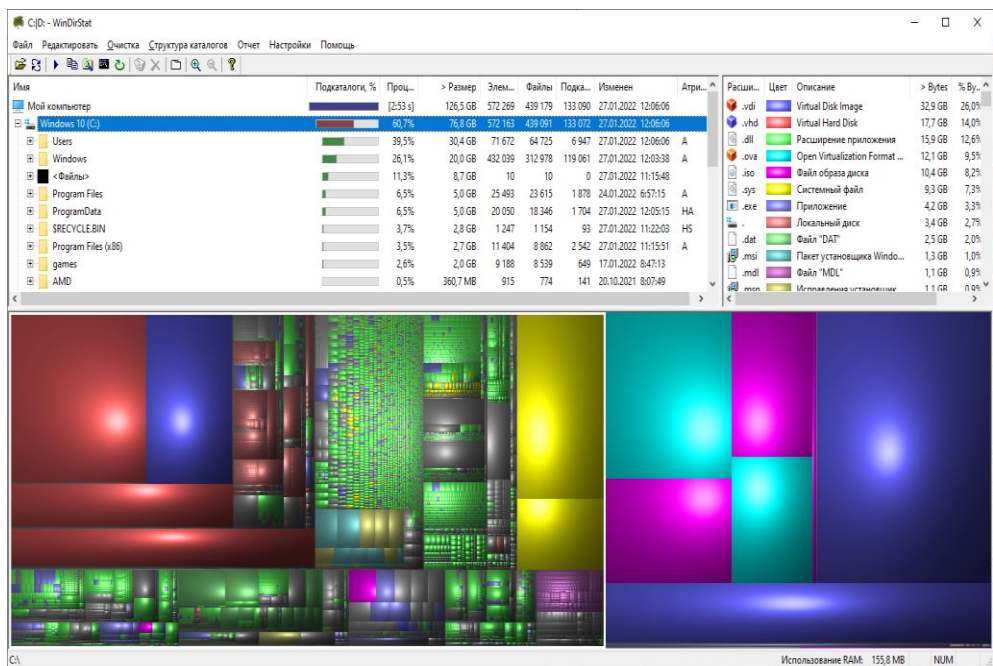 C:|D: - WinDirStat
Файл Редактировать Очистка Структура каталогов Отчет Настройки Помощь
Имя Подкаталоги, % Проц... > Размер Элем... Файлы Подка... Изменен Атри...
Мой компьютер [2:53 s] 126,5 GB 572 269 439 179 133 090 27.01.2022 12:06:06
Windows 10 (C:) 60,7% 76,8 GB 572 163 439 091 133 072 27.01.2022 12:06:06
Users 39,5% 30,4 GB 71 672 64 725 6 947 27.01.2022 12:06:06 A
Windows 26,1% 20,0 GB 432 039 312 978 119 061 27.01.2022 12:03:38 A
<Файлы> 11,3% 8,7 GB 10 10 0 27.01.2022 11:15:48
Program Files 6,5% 5,0 GB 25 493 23 615 1 878 24.01.2022 6:57:15 A
ProgramData 6,5% 5,0 GB 20 050 18 346 1 704 27.01.2022 12:05:15 HA
$RECYCLE.BIN 3,7% 2,8 GB 1 247 1 154 93 27.01.2022 11:22:03 HS
Program Files (x86) 3,5% 2,7 GB 11 404 8 862 2 542 27.01.2022 11:15:51 A
games 2,6% 2,0 GB 9 188 8 539 649 17.01.2022 8:47:13
AMD 0,5% 360,7 MB 915 774 141 20.10.2021 8:07:49
Расши... Цвет Описание > Bytes % By...
.vdi Virtual Disk Image 32,9 GB 26,0%
.vhd Virtual Hard Disk 17,7 GB 14,0%
.dll Расширение приложения 15,9 GB 12,6%
.ova Open Virtualization Format ... 12,1 GB 9,5%
.iso Файл образа диска 10,4 GB 8,2%
.sys Системный файл 9,3 GB 7,3%
.exe Приложение 4,2 GB 3,3%
. Локальный диск 3,4 GB 2,7%
.dat Файл "DAT" 2,5 GB 2,0%
.msi Пакет установщика Windo... 1,3 GB 1,0%
.mdl Файл "MDL" 1,1 GB 0,9%
.msp Исправления установщик... 1,1 GB 0,9%
C:\ Использование RAM: 155,8 MB NUM